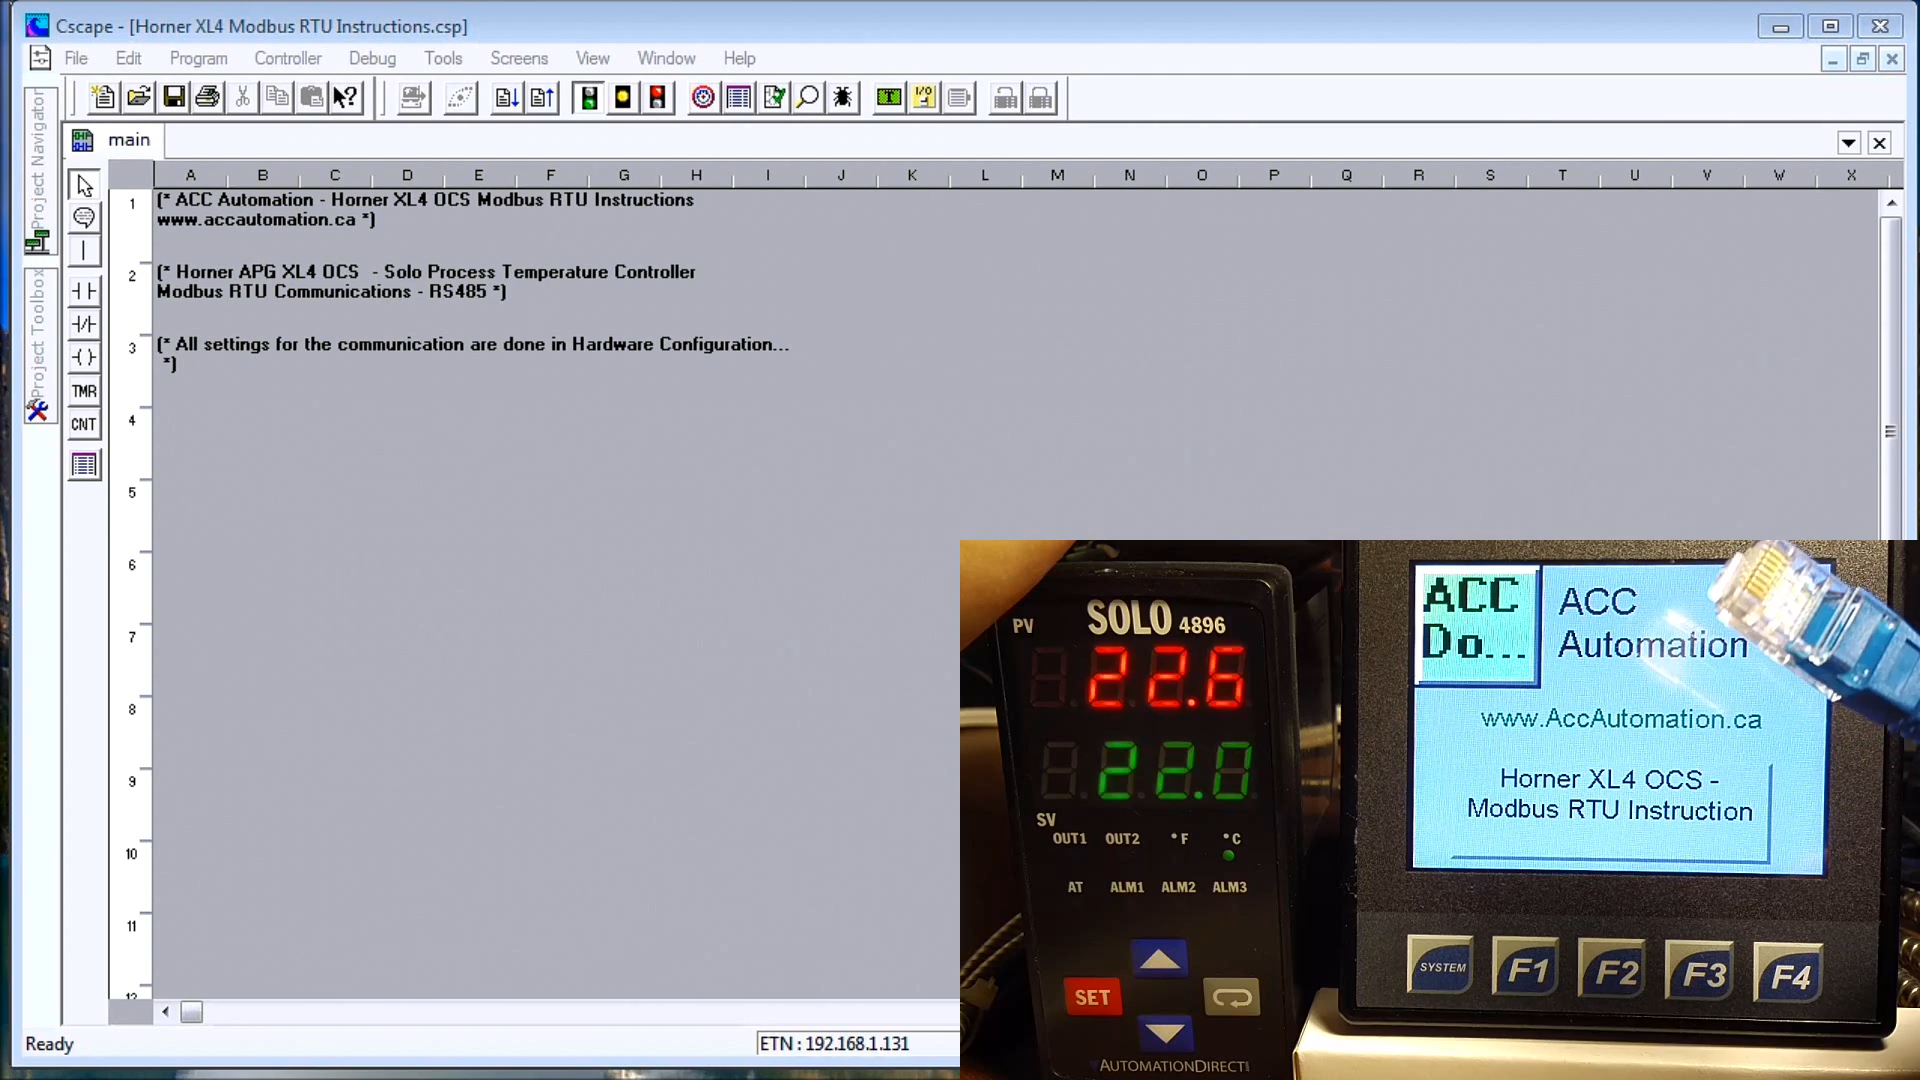 Cscape - [Horner XL4 Modbus RTU Instructions.csp]
File Edit Program Controller Debug Tools Screens View Window Help
main
Project Navigator
Project Toolbox
A B C D E F G H I J K L M N O P Q R S T U V W X
1 (* ACC Automation - Horner XL4 OCS Modbus RTU Instructions
www.accautomation.ca *)
2 (* Horner APG XL4 OCS - Solo Process Temperature Controller
Modbus RTU Communications - RS485 *)
3 (* All settings for the communication are done in Hardware Configuration...
*)
4
5
6
7
8
9
10
11
12
TMR
CNT
T
I/O
Ready
ETN : 192.168.1.131
SOLO 4896
PV
22.6
22.0
SV
OUT1 OUT2 °F °C
AT ALM1 ALM2 ALM3
SET
AUTOMATIONDIRECT
ACC
Do...
ACC
Automation
www.AccAutomation.ca
Horner XL4 OCS -
Modbus RTU Instruction
SYSTEM F1 F2 F3 F4